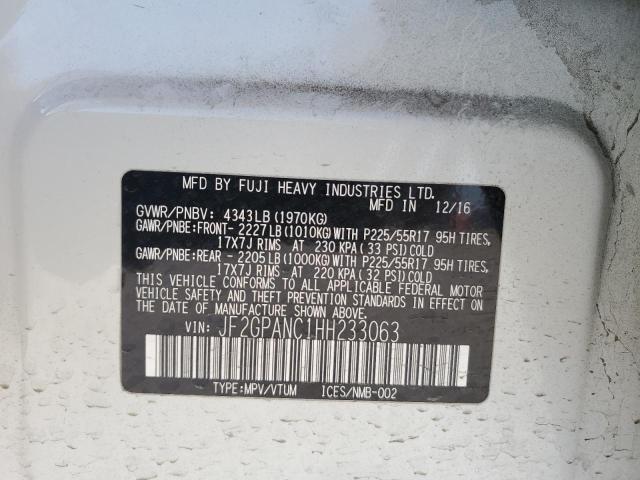 MFD BY FUJI HEAVY INDUSTRIES LTD.
MFD IN 12/16
GVWR/PNBV: 4343LB(1970KG)
GAWR/PNBE:FRONT- 2227LB(1010KG)WITH P225/55R17 95H TIRES,
17X7J RIMS AT 230 KPA( 33 PSI)COLD
GAWR/PNBE:REAR - 2205LB(1000KG)WITH P225/55R17 95H TIRES,
17X7J RIMS AT 220 KPA( 32 PSI)COLD
THIS VEHICLE CONFORMS TO ALL APPLICABLE FEDERAL MOTOR
VEHICLE SAFETY AND THEFT PREVENTION STANDARDS IN EFFECT ON
THE DATE OF MANUFACTURE SHOWN ABOVE.
VIN: JF2GPANC1HH233063
TYPE:MPV/VTUM ICES/NMB-002